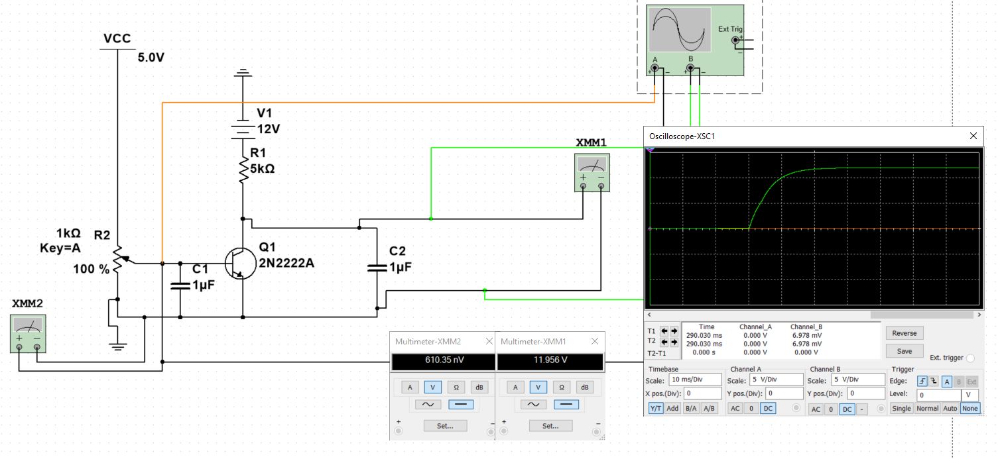 VCC
5.0V
V1
12V
R1
5kΩ
1kΩ
R2
Key=A
100 %
C1
1µF
Q1
2N2222A
C2
1µF
XMM2
+ −
XMM1
+ −
Ext Trig
+
−
A
B
+ − + −
Multimeter-XMM2
610.35 nV
A V Ω dB
Set...
+ −
Multimeter-XMM1
11.956 V
A V Ω dB
Set...
+ −
Oscilloscope-XSC1
Time Channel_A Channel_B
T1 290.030 ms 0.000 V 6.978 mV
T2 290.030 ms 0.000 V 6.978 mV
T2-T1 0.000 s 0.000 V 0.000 V
Reverse
Save
Ext. trigger
Timebase
Scale: 10 ms/Div
X pos.(Div): 0
Y/T Add B/A A/B
Channel A
Scale: 5 V/Div
Y pos.(Div): 0
AC 0 DC
Channel B
Scale: 5 V/Div
Y pos.(Div): 0
AC 0 DC -
Trigger
Edge: A B Ext
Level: 0 V
Single Normal Auto None